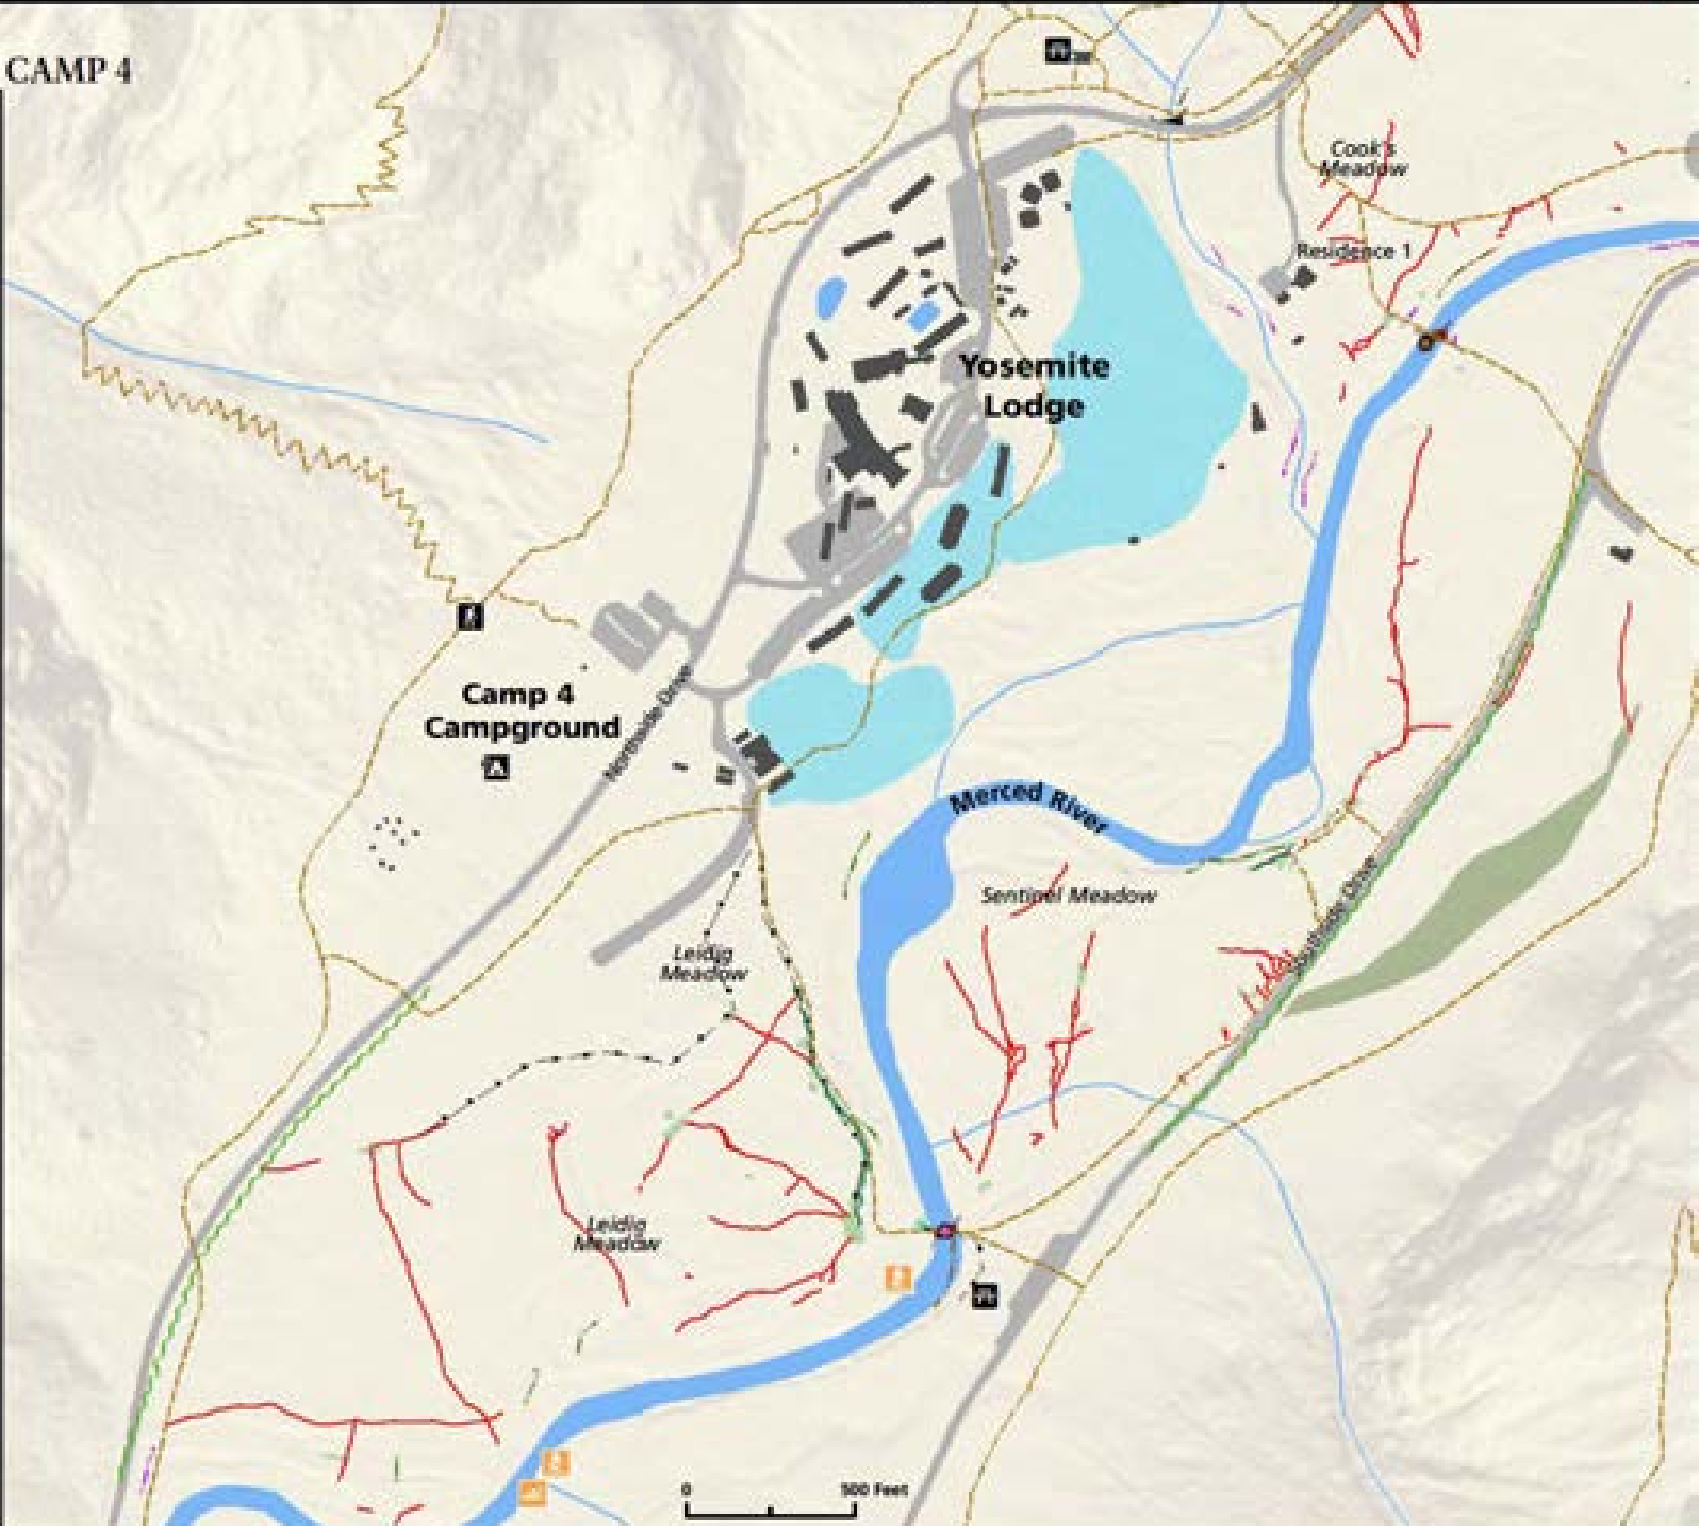 CAMP 4
Cook's
Meadow
Residence 1
Yosemite
Lodge
Camp 4
Campground
Northside Drive
Merced River
Sentinel Meadow
Southside Drive
Leidig
Meadow
Leidig
Meadow
0 500 Feet